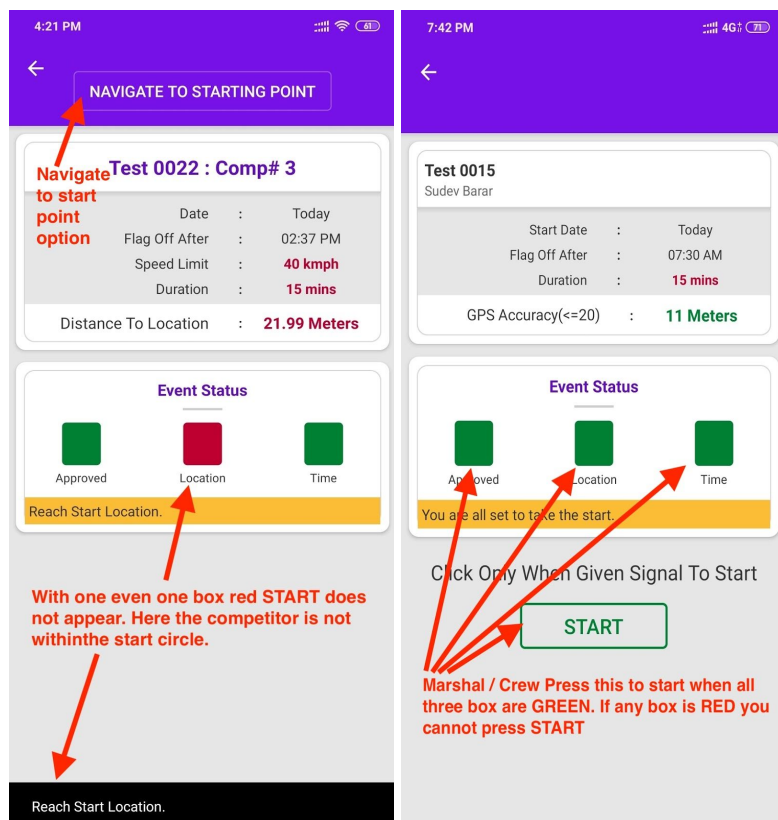 4:21 PM
61
NAVIGATE TO STARTING POINT
Navigate
to start
point
option
Test 0022 : Comp# 3
Date : Today
Flag Off After : 02:37 PM
Speed Limit : 40 kmph
Duration : 15 mins
Distance To Location : 21.99 Meters
Event Status
Approved
Location
Time
Reach Start Location.
With one even one box red START does
not appear. Here the competitor is not
withinthe start circle.
Reach Start Location.
7:42 PM
4G+ 71
Test 0015
Sudev Barar
Start Date : Today
Flag Off After : 07:30 AM
Duration : 15 mins
GPS Accuracy(<=20) : 11 Meters
Event Status
Approved
Location
Time
You are all set to take the start.
Click Only When Given Signal To Start
START
Marshal / Crew Press this to start when all
three box are GREEN. If any box is RED you
cannot press START